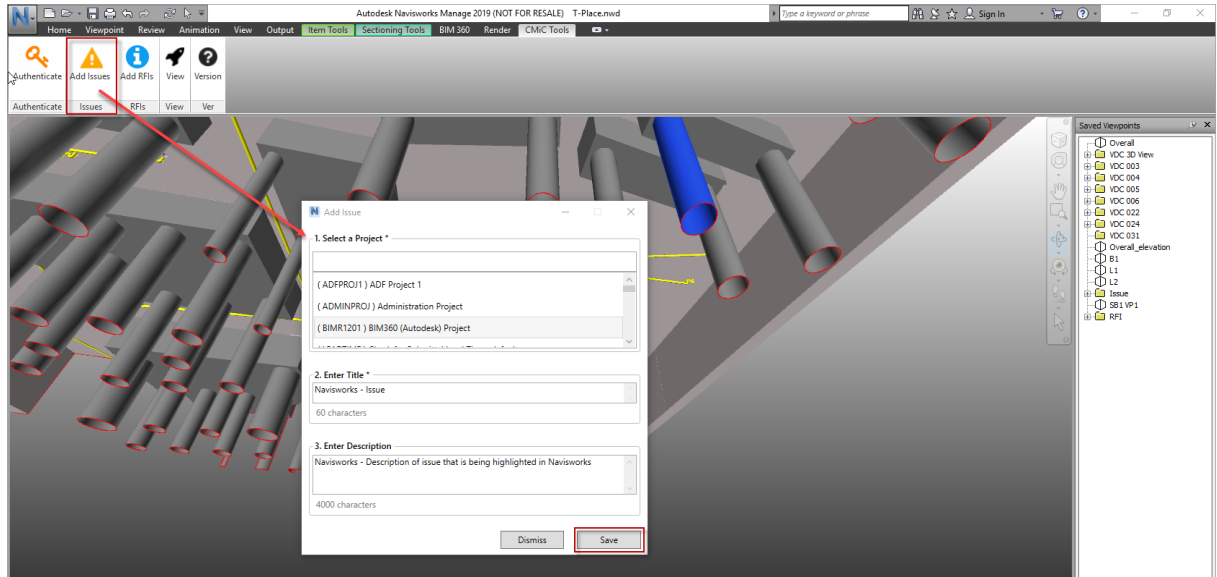 Autodesk Navisworks Manage 2019 (NOT FOR RESALE) T-Place.nwd
Type a keyword or phrase
Sign In
Home Viewpoint Review Animation View Output Item Tools Sectioning Tools BIM 360 Render CMiC Tools
Authenticate Add Issues Add RFIs View Version
Authenticate Issues RFIs View Ver
Saved Viewpoints
Overall
VDC 3D View
VDC 003
VDC 004
VDC 005
VDC 006
VDC 022
VDC 024
VDC 031
Overall_elevation
B1
L1
L2
Issue
SB1 VP1
RFI
Add Issue
1. Select a Project *
( ADFPROJ1 ) ADF Project 1
( ADMINPROJ ) Administration Project
( BIMR1201 ) BIM360 (Autodesk) Project
2. Enter Title *
Navisworks - Issue
60 characters
3. Enter Description
Navisworks - Description of issue that is being highlighted in Navisworks
4000 characters
Dismiss Save